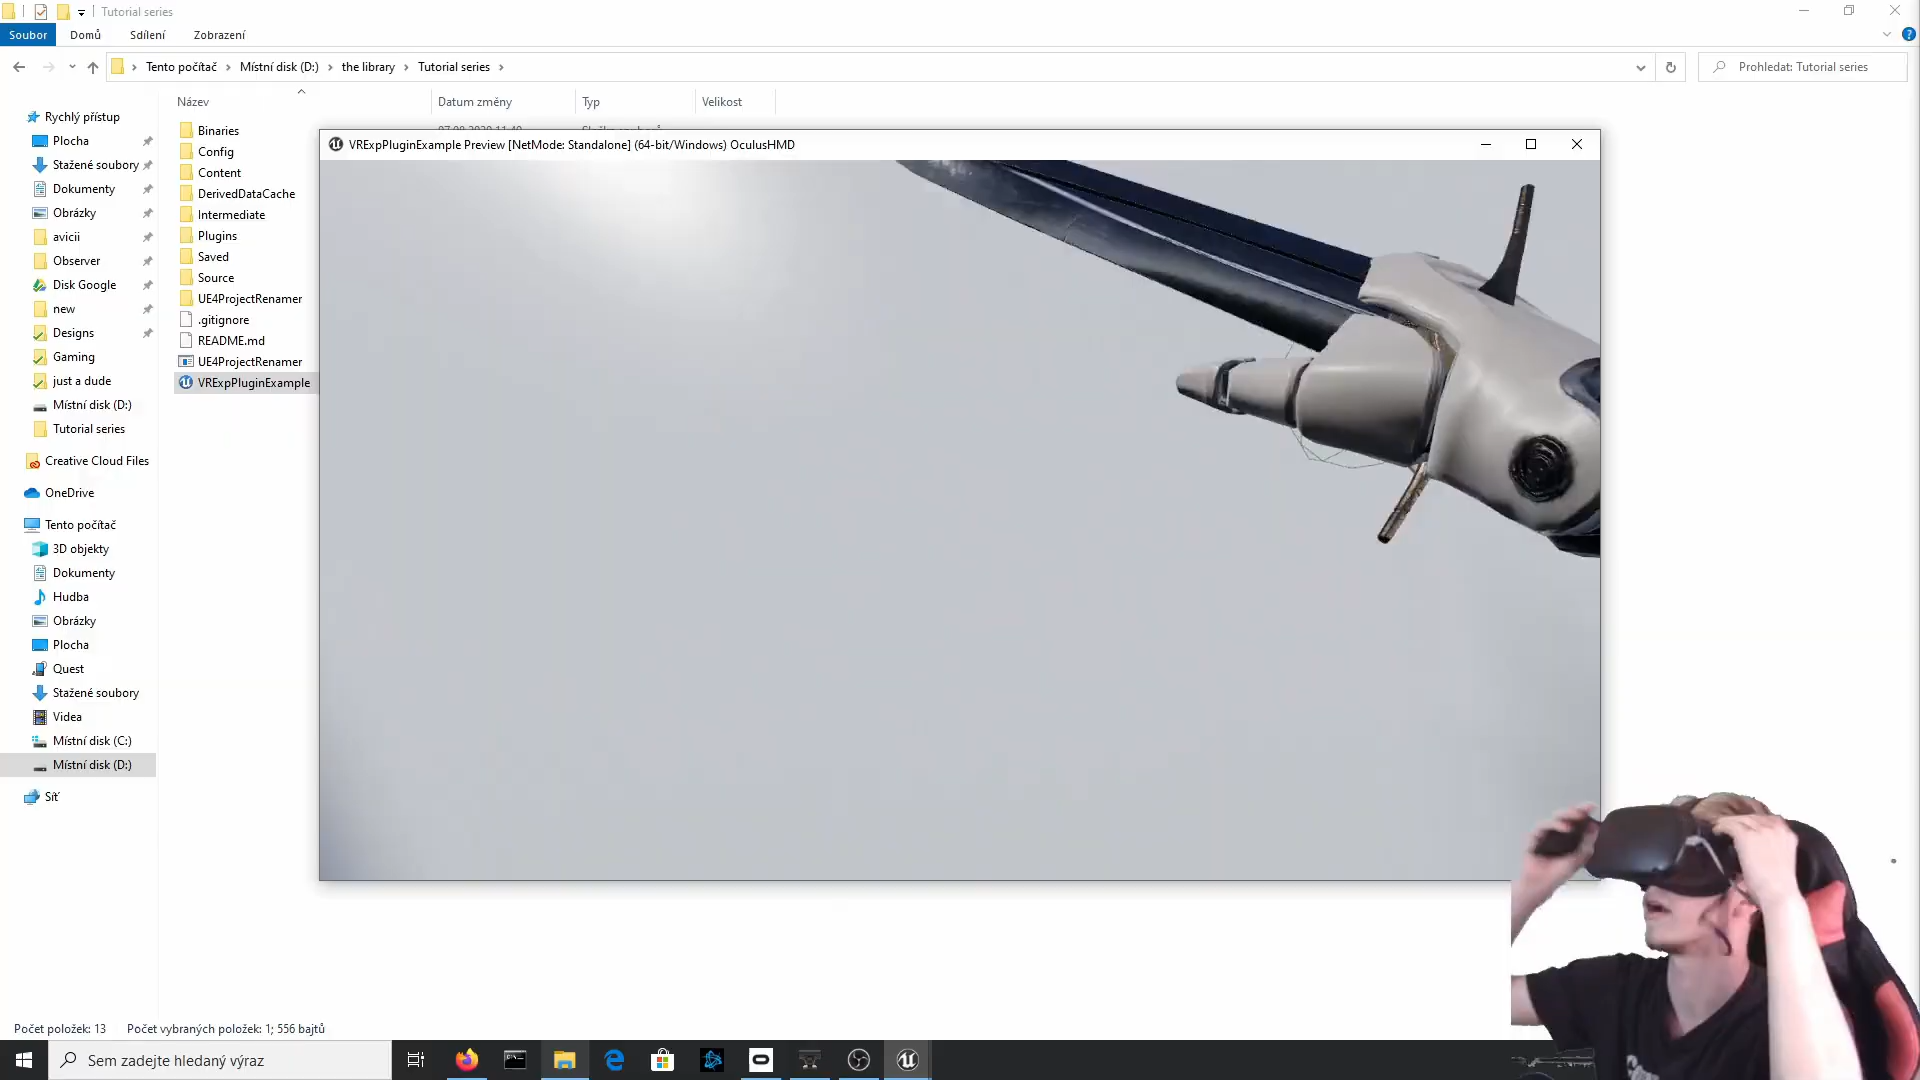 Tutorial series
Soubor Domů Sdílení Zobrazení
Tento počítač Místní disk (D:) the library Tutorial series
Prohledat: Tutorial series
Název Datum změny Typ Velikost
Rychlý přístup
Plocha
Stažené soubory
Dokumenty
Obrázky
avicii
Observer
Disk Google
new
Designs
Gaming
just a dude
Místní disk (D:)
Tutorial series
Creative Cloud Files
OneDrive
Tento počítač
3D objekty
Dokumenty
Hudba
Obrázky
Plocha
Quest
Stažené soubory
Videa
Místní disk (C:)
Místní disk (D:)
Síť
Binaries
Config
Content
DerivedDataCache
Intermediate
Plugins
Saved
Source
UE4ProjectRenamer
.gitignore
README.md
UE4ProjectRenamer
VRExpPluginExample
VRExpPluginExample Preview [NetMode: Standalone] (64-bit/Windows) OculusHMD
Počet položek: 13 Počet vybraných položek: 1; 556 bajtů
Sem zadejte hledaný výraz